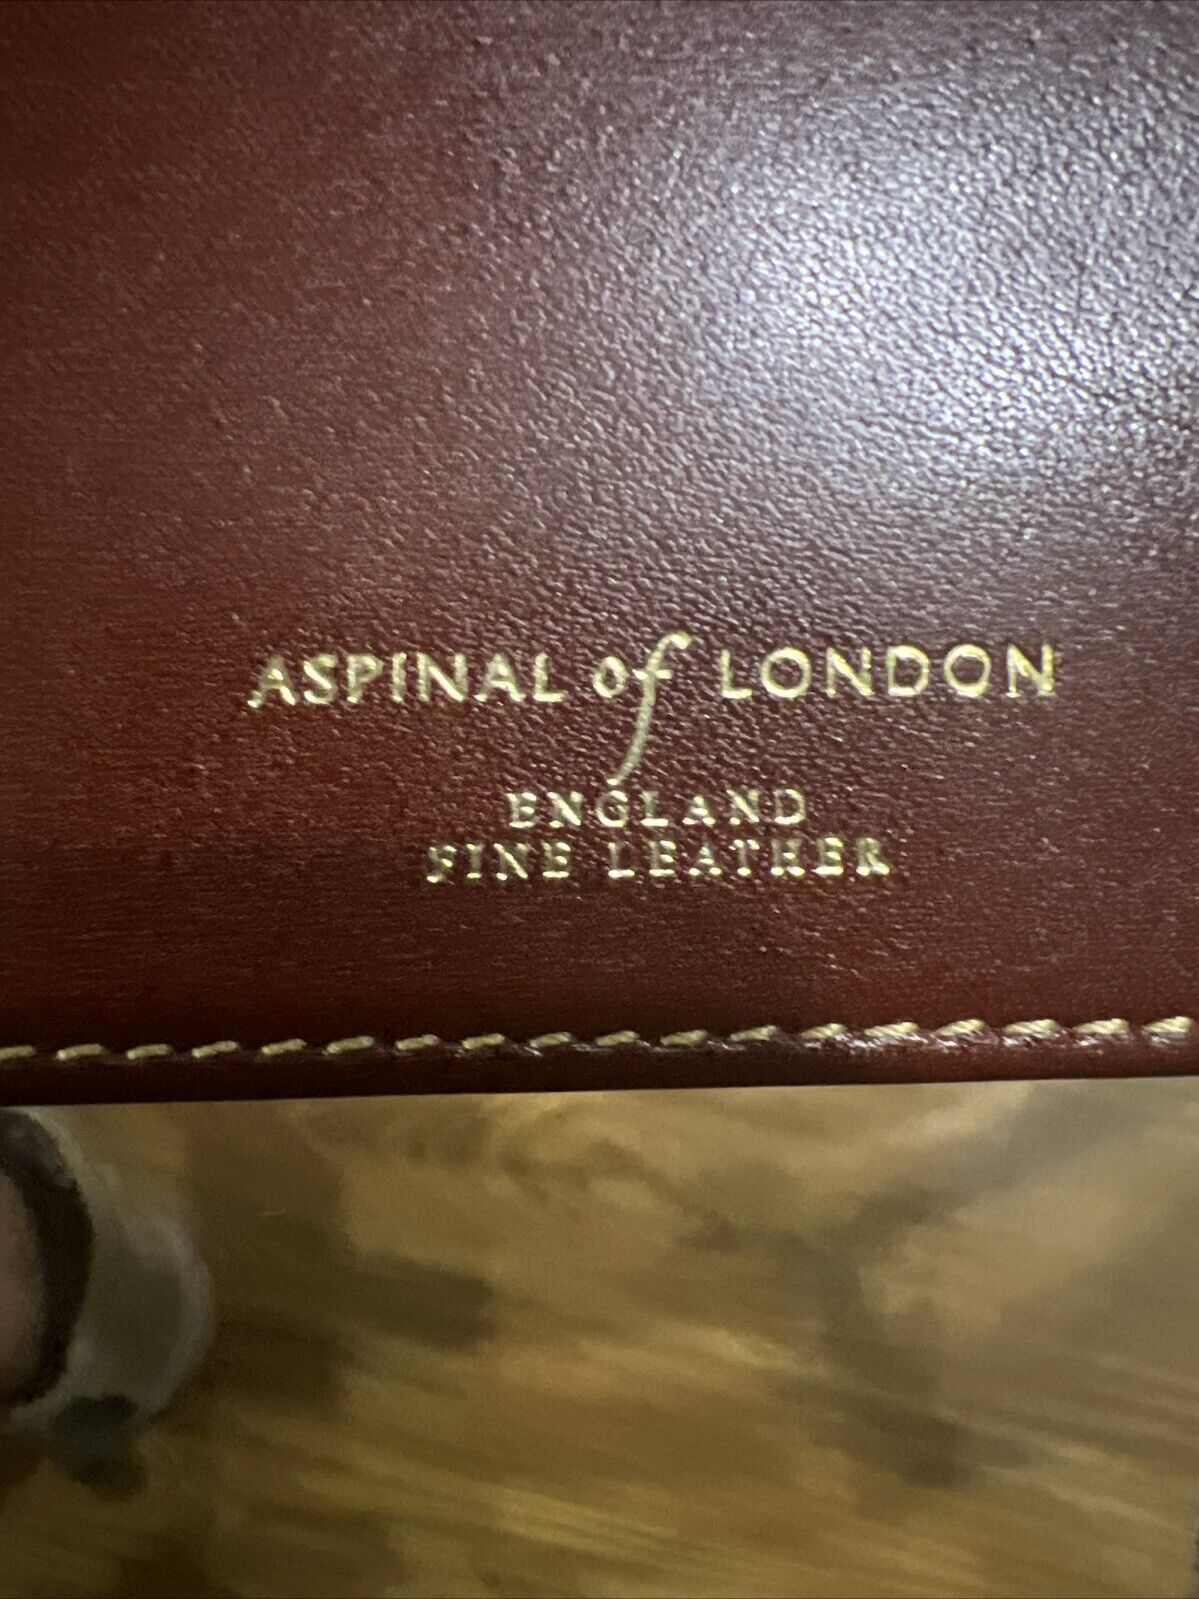 ASPINAL of LONDON
ENGLAND
FINE LEATHER